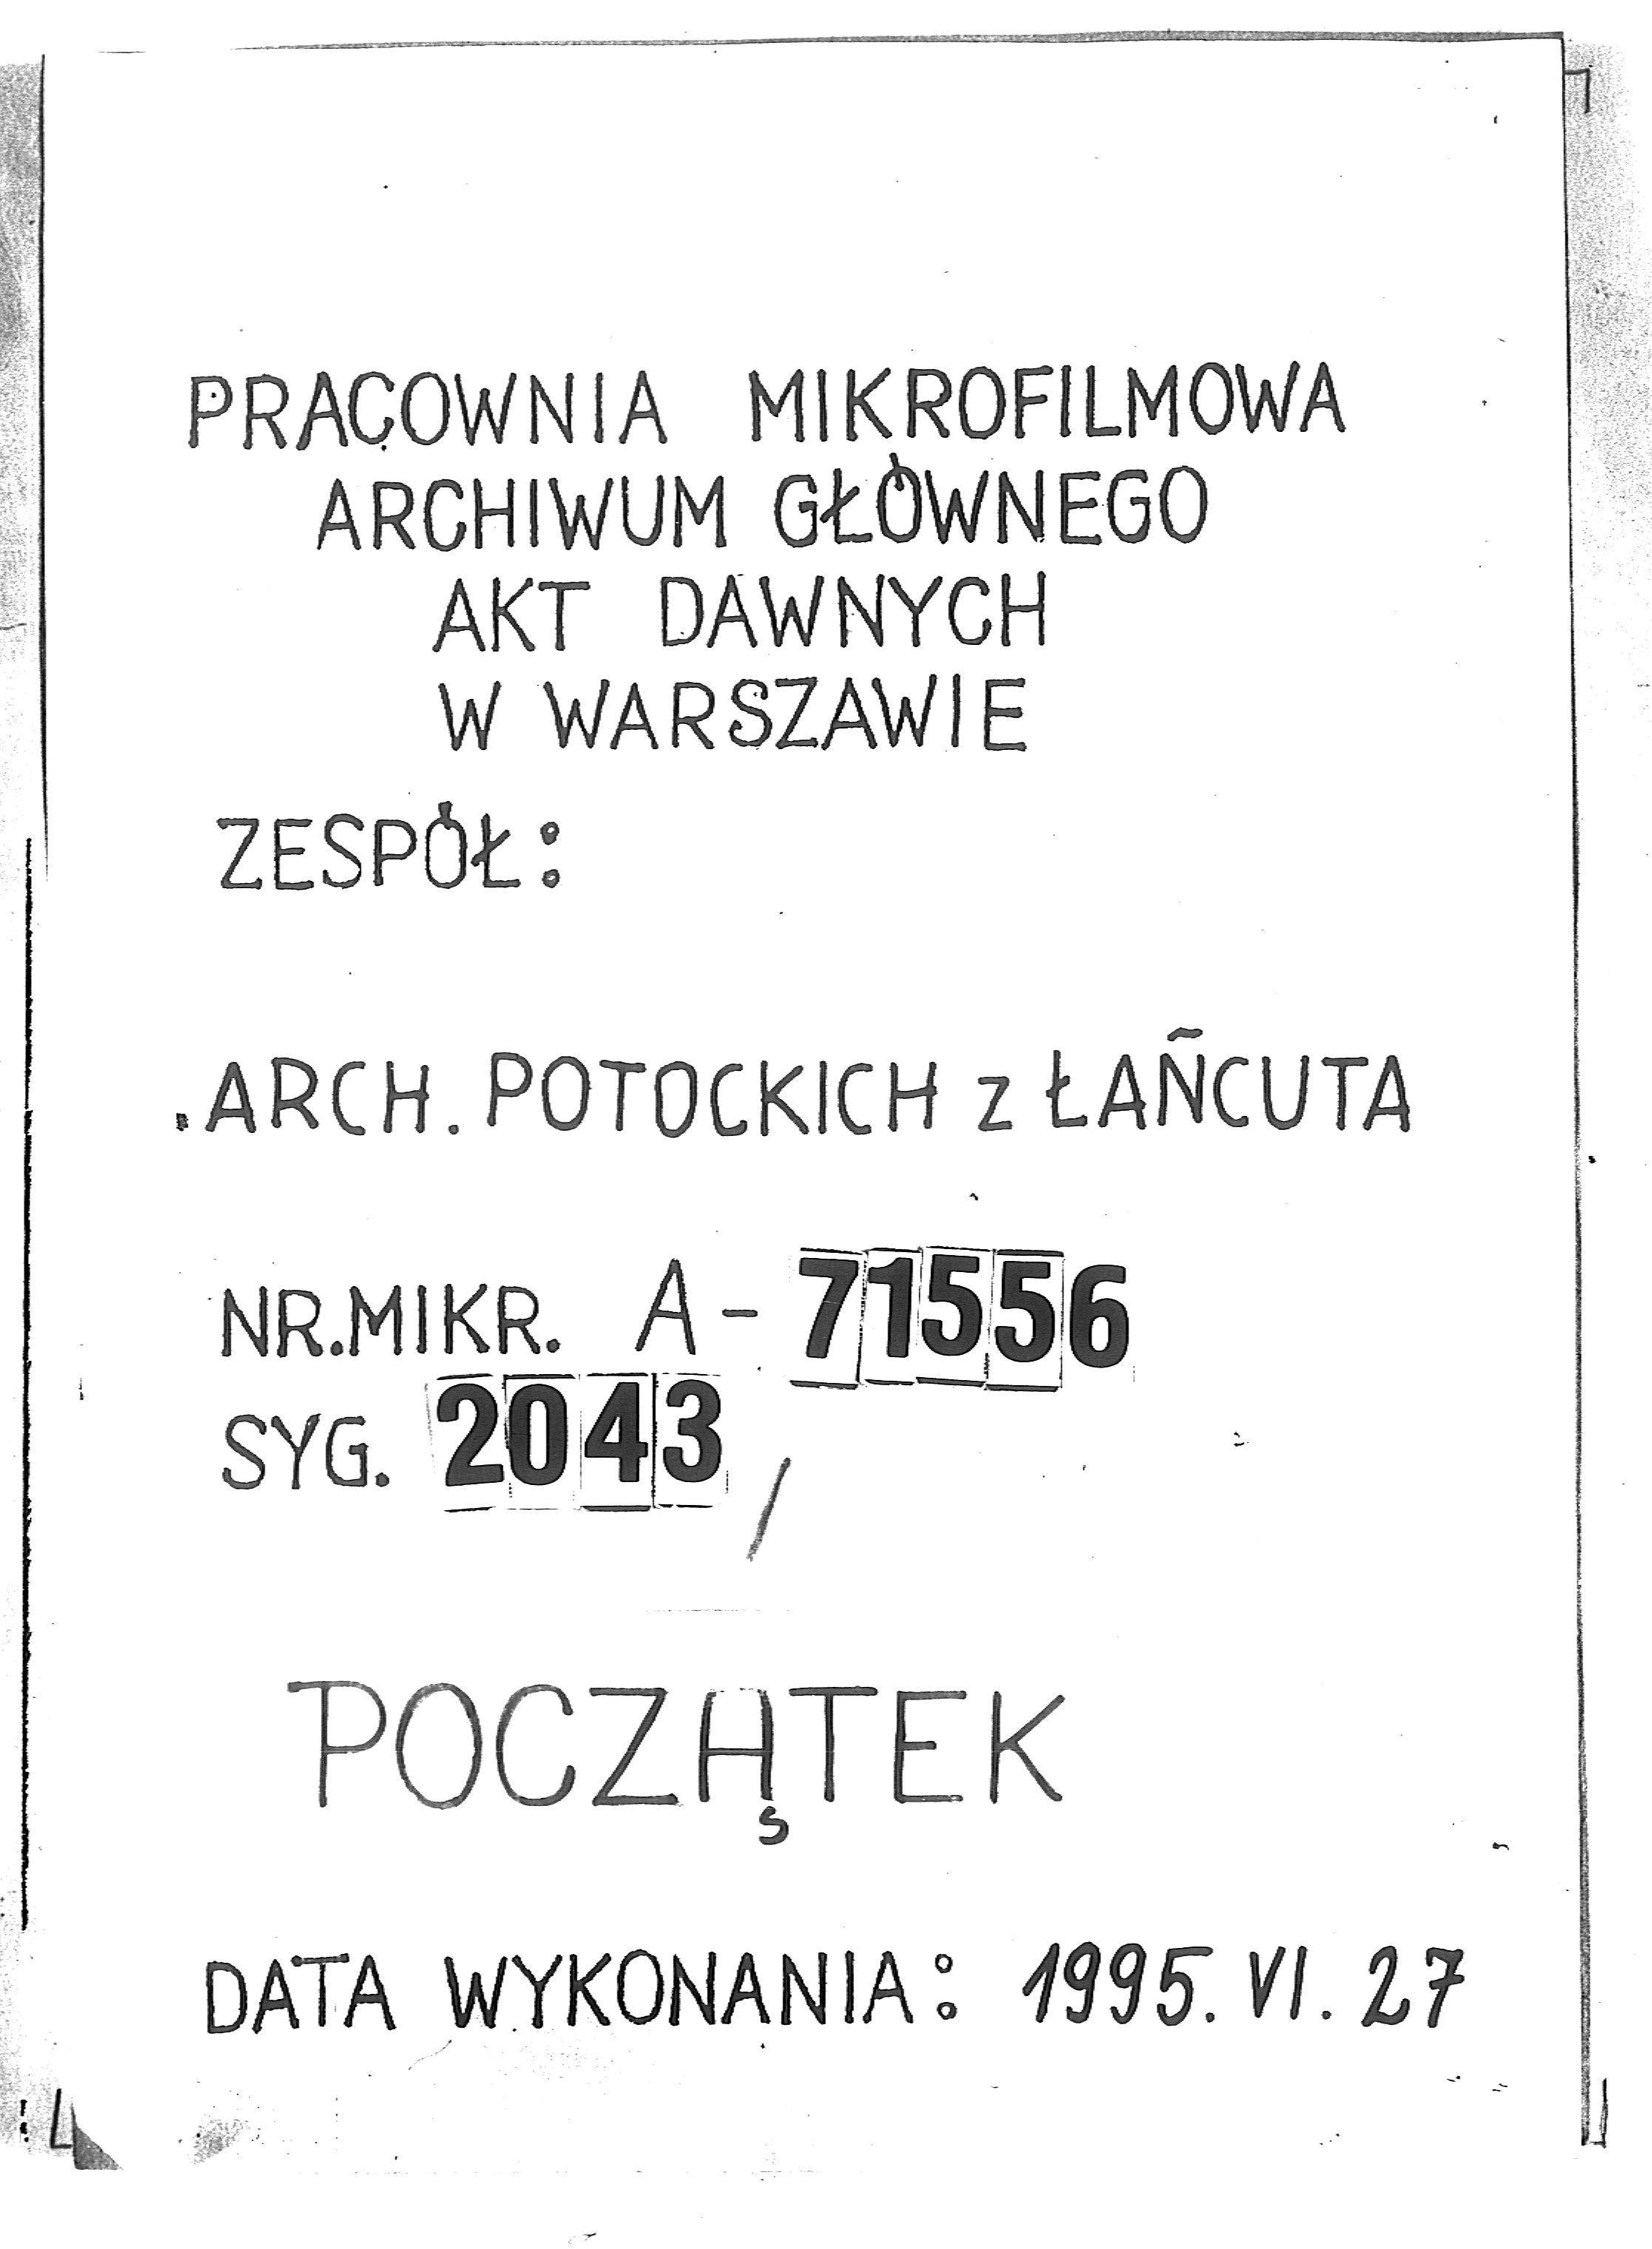 PRACOWNIA MIKROFILMOWA
ARCHIWUM GŁÓWNEGO
AKT DAWNYCH
W WARSZAWIE
ZESPÓŁ:
ARCH. POTOCKICH z ŁAŃCUTA
NR.MIKR. A-71556
SYG. 2043
POCZĄTEK
DATA WYKONANIA: 1995.VI.27